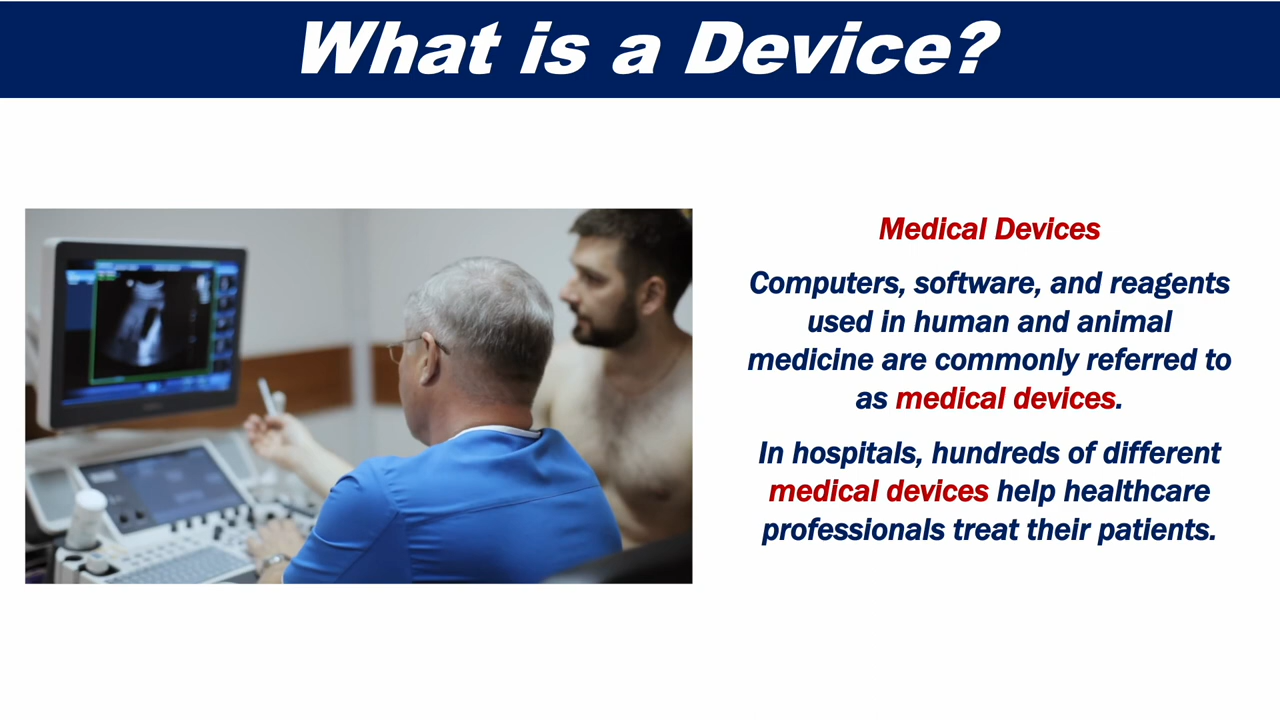 What is a Device?
Medical Devices
Computers, software, and reagents
used in human and animal
medicine are commonly referred to
as medical devices.
In hospitals, hundreds of different
medical devices help healthcare
professionals treat their patients.